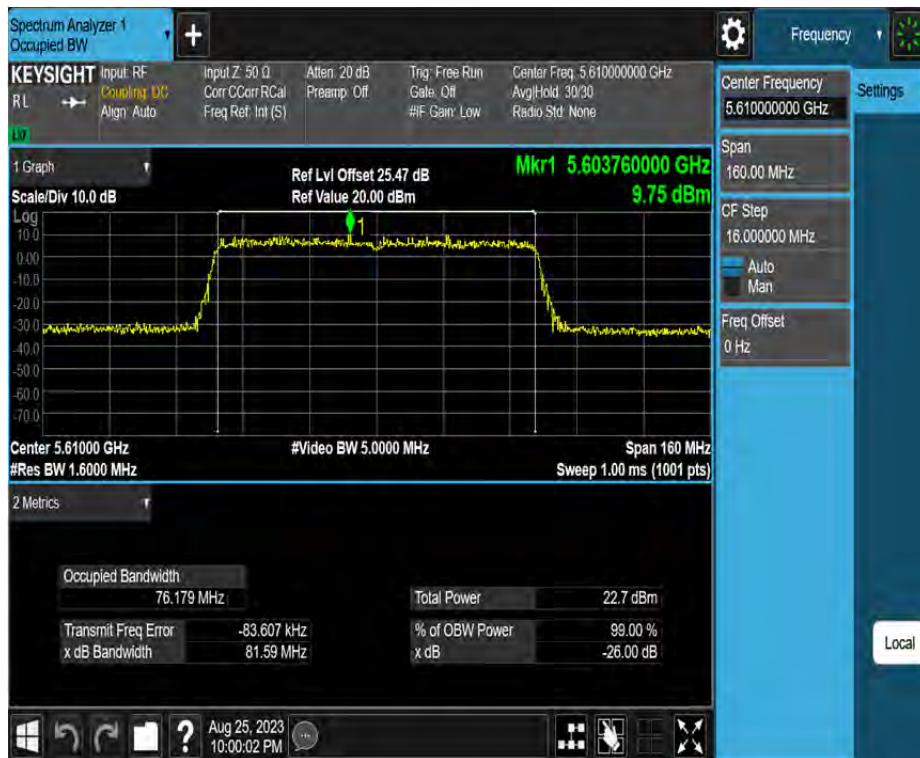 Spectrum Analyzer 1
Occupied BW
+
Frequency
KEYSIGHT
RL
Input: RF
Coupling: DC
Align: Auto
Input Z: 50 Ω
Corr CCorr RCal
Freq Ref: Int (S)
Atten: 20 dB
Preamp: Off
Trig: Free Run
Gate: Off
#IF Gain: Low
Center Freq: 5.610000000 GHz
Avg|Hold: 30/30
Radio Std: None
Center Frequency
5.610000000 GHz
Settings
Span
160.00 MHz
CF Step
16.000000 MHz
Auto
Man
Freq Offset
0 Hz
1 Graph
Scale/Div 10.0 dB
Ref Lvl Offset 25.47 dB
Ref Value 20.00 dBm
Mkr1 5.603760000 GHz
9.75 dBm
Log
10.0
0.00
-10.0
-20.0
-30.0
-40.0
-50.0
-60.0
-70.0
1
Center 5.61000 GHz
#Res BW 1.6000 MHz
#Video BW 5.0000 MHz
Span 160 MHz
Sweep 1.00 ms (1001 pts)
2 Metrics
Occupied Bandwidth
76.179 MHz
Transmit Freq Error -83.607 kHz
x dB Bandwidth 81.59 MHz
Total Power 22.7 dBm
% of OBW Power 99.00 %
x dB -26.00 dB
Local
?
Aug 25, 2023
10:00:02 PM